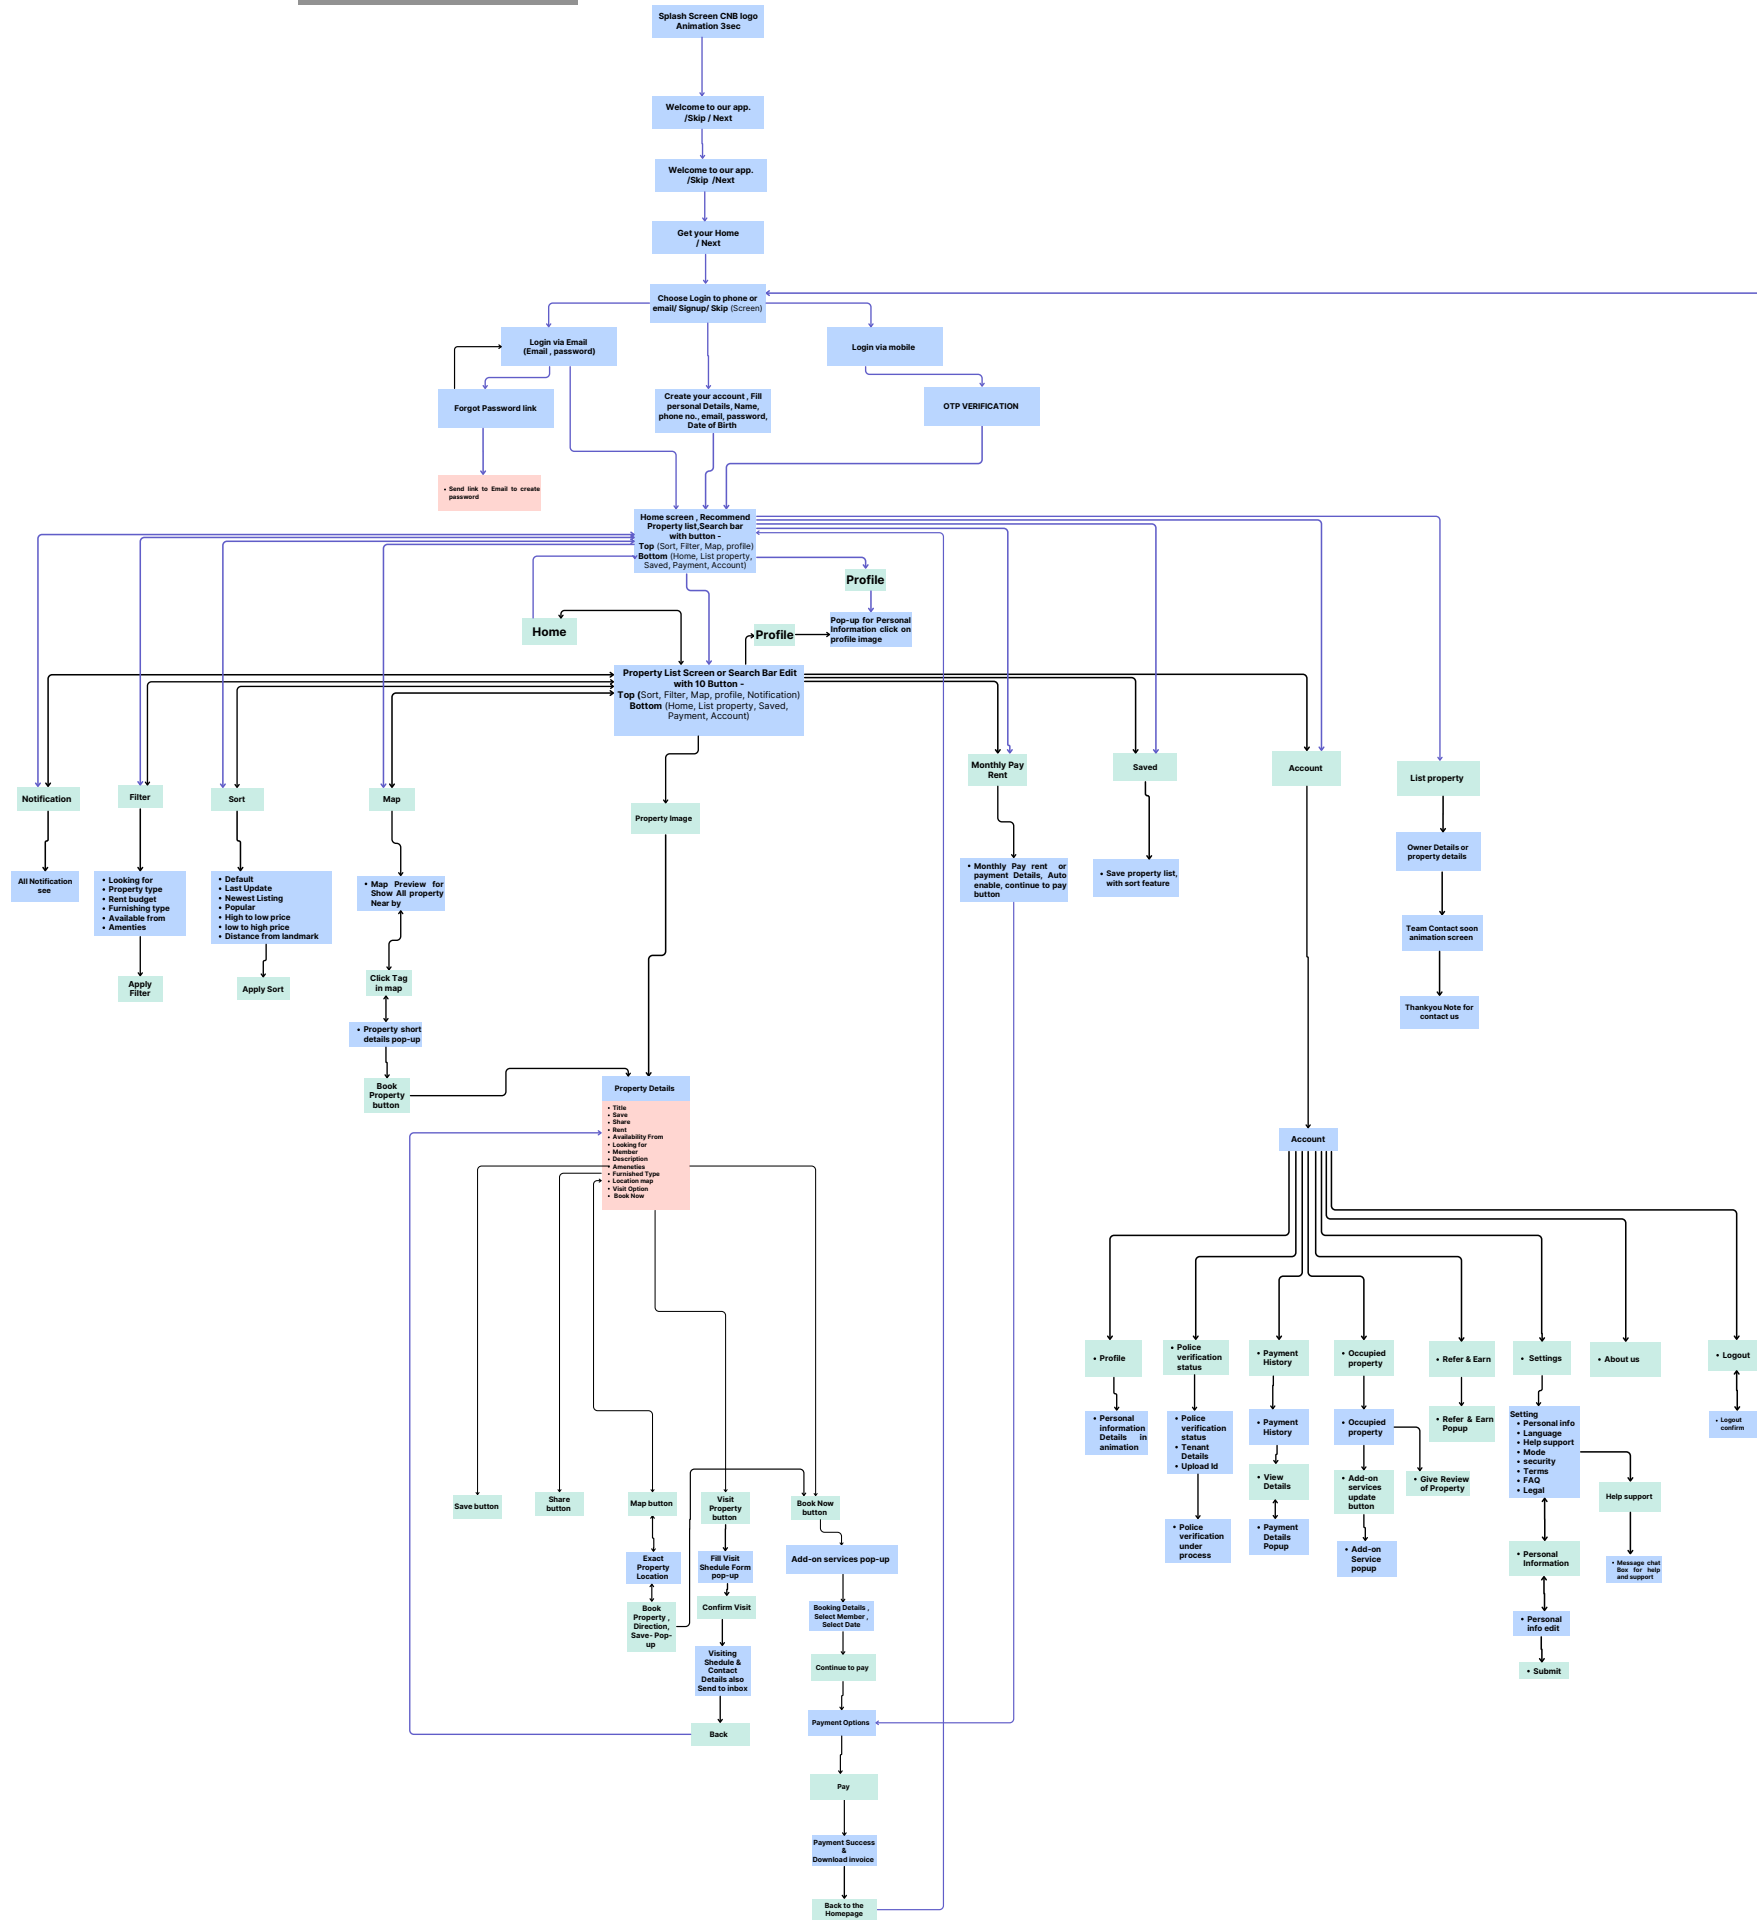 Splash Screen CNB logo
Animation 3sec
Welcome to our app.
/Skip / Next
Welcome to our app.
/Skip /Next
Get your Home
/ Next
Choose Login to phone or
email/ Signup/ Skip (Screen)
Login via Email
(Email , password)
Login via mobile
Forgot Password link
Create your account , Fill
personal Details, Name,
phone no., email, password,
Date of Birth
OTP VERIFICATION
• Send link to Email to create
password
Home screen , Recommend
Property list,Search bar
with button -
Top (Sort, Filter, Map, profile)
Bottom (Home, List property,
Saved, Payment, Account)
Profile
Home
Profile
Pop-up for Personal
Information click on
profile image
Property List Screen or Search Bar Edit
with 10 Button -
Top (Sort, Filter, Map, profile, Notification)
Bottom (Home, List property, Saved,
Payment, Account)
Notification
Filter
Sort
Map
Property Image
Monthly Pay
Rent
Saved
Account
List property
All Notification
see
• Looking for
• Property type
• Rent budget
• Furnishing type
• Available from
• Amenties
• Default
• Last Update
• Newest Listing
• Popular
• High to low price
• low to high price
• Distance from landmark
• Map Preview for
Show All property
Near by
• Monthly Pay rent or
payment Details, Auto
enable, continue to pay
button
• Save property list,
with sort feature
Owner Details or
property details
Team Contact soon
animation screen
Thankyou Note for
contact us
Apply
Filter
Apply Sort
Click Tag
in map
• Property short
details pop-up
Book
Property
button
Property Details
• Title
• Save
• Share
• Rent
• Availability From
• Looking for
• Member
• Description
• Ameneties
• Furnished Type
• Location map
• Visit Option
• Book Now
Account
• Profile
• Police
verification
status
• Payment
History
• Occupied
property
• Refer & Earn
• Settings
• About us
• Logout
• Personal
information
Details in
animation
• Police
verification
status
• Tenant
Details
• Upload Id
• Payment
History
• Occupied
property
• Refer & Earn
Popup
Setting
• Personal info
• Language
• Help support
• Mode
• security
• Terms
• FAQ
• Legal
• Logout
confirm
• View
Details
• Add-on
services
update
button
• Give Review
of Property
Help support
• Police
verification
under
process
• Payment
Details
Popup
• Add-on
Service
popup
• Personal
Information
• Message chat
Box for help
and support
• Personal
info edit
• Submit
Save button
Share
button
Map button
Visit
Property
button
Book Now
button
Exact
Property
Location
Fill Visit
Shedule Form
pop-up
Add-on services pop-up
Book
Property ,
Direction,
Save- Pop-
up
Confirm Visit
Booking Details ,
Select Member ,
Select Date
Visiting
Shedule &
Contact
Details also
Send to inbox
Continue to pay
Back
Payment Options
Pay
Payment Success
&
Download invoice
Back to the
Homepage